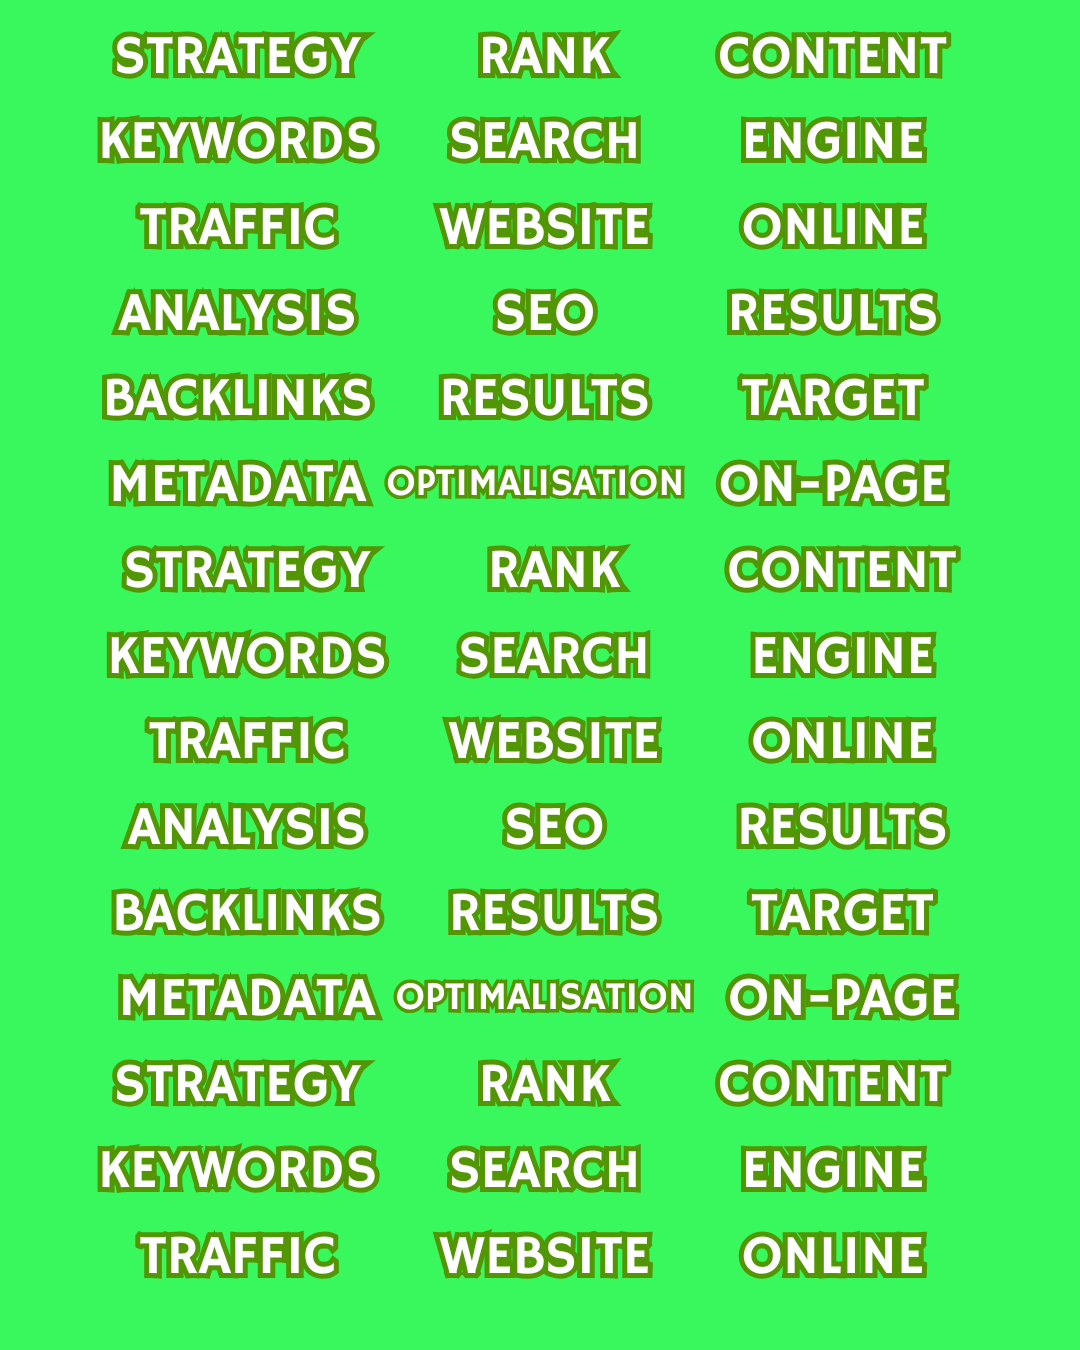 STRATEGY RANK CONTENT
KEYWORDS SEARCH ENGINE
TRAFFIC WEBSITE ONLINE
ANALYSIS SEO RESULTS
BACKLINKS RESULTS TARGET
METADATA OPTIMALISATION ON-PAGE
STRATEGY RANK CONTENT
KEYWORDS SEARCH ENGINE
TRAFFIC WEBSITE ONLINE
ANALYSIS SEO RESULTS
BACKLINKS RESULTS TARGET
METADATA OPTIMALISATION ON-PAGE
STRATEGY RANK CONTENT
KEYWORDS SEARCH ENGINE
TRAFFIC WEBSITE ONLINE